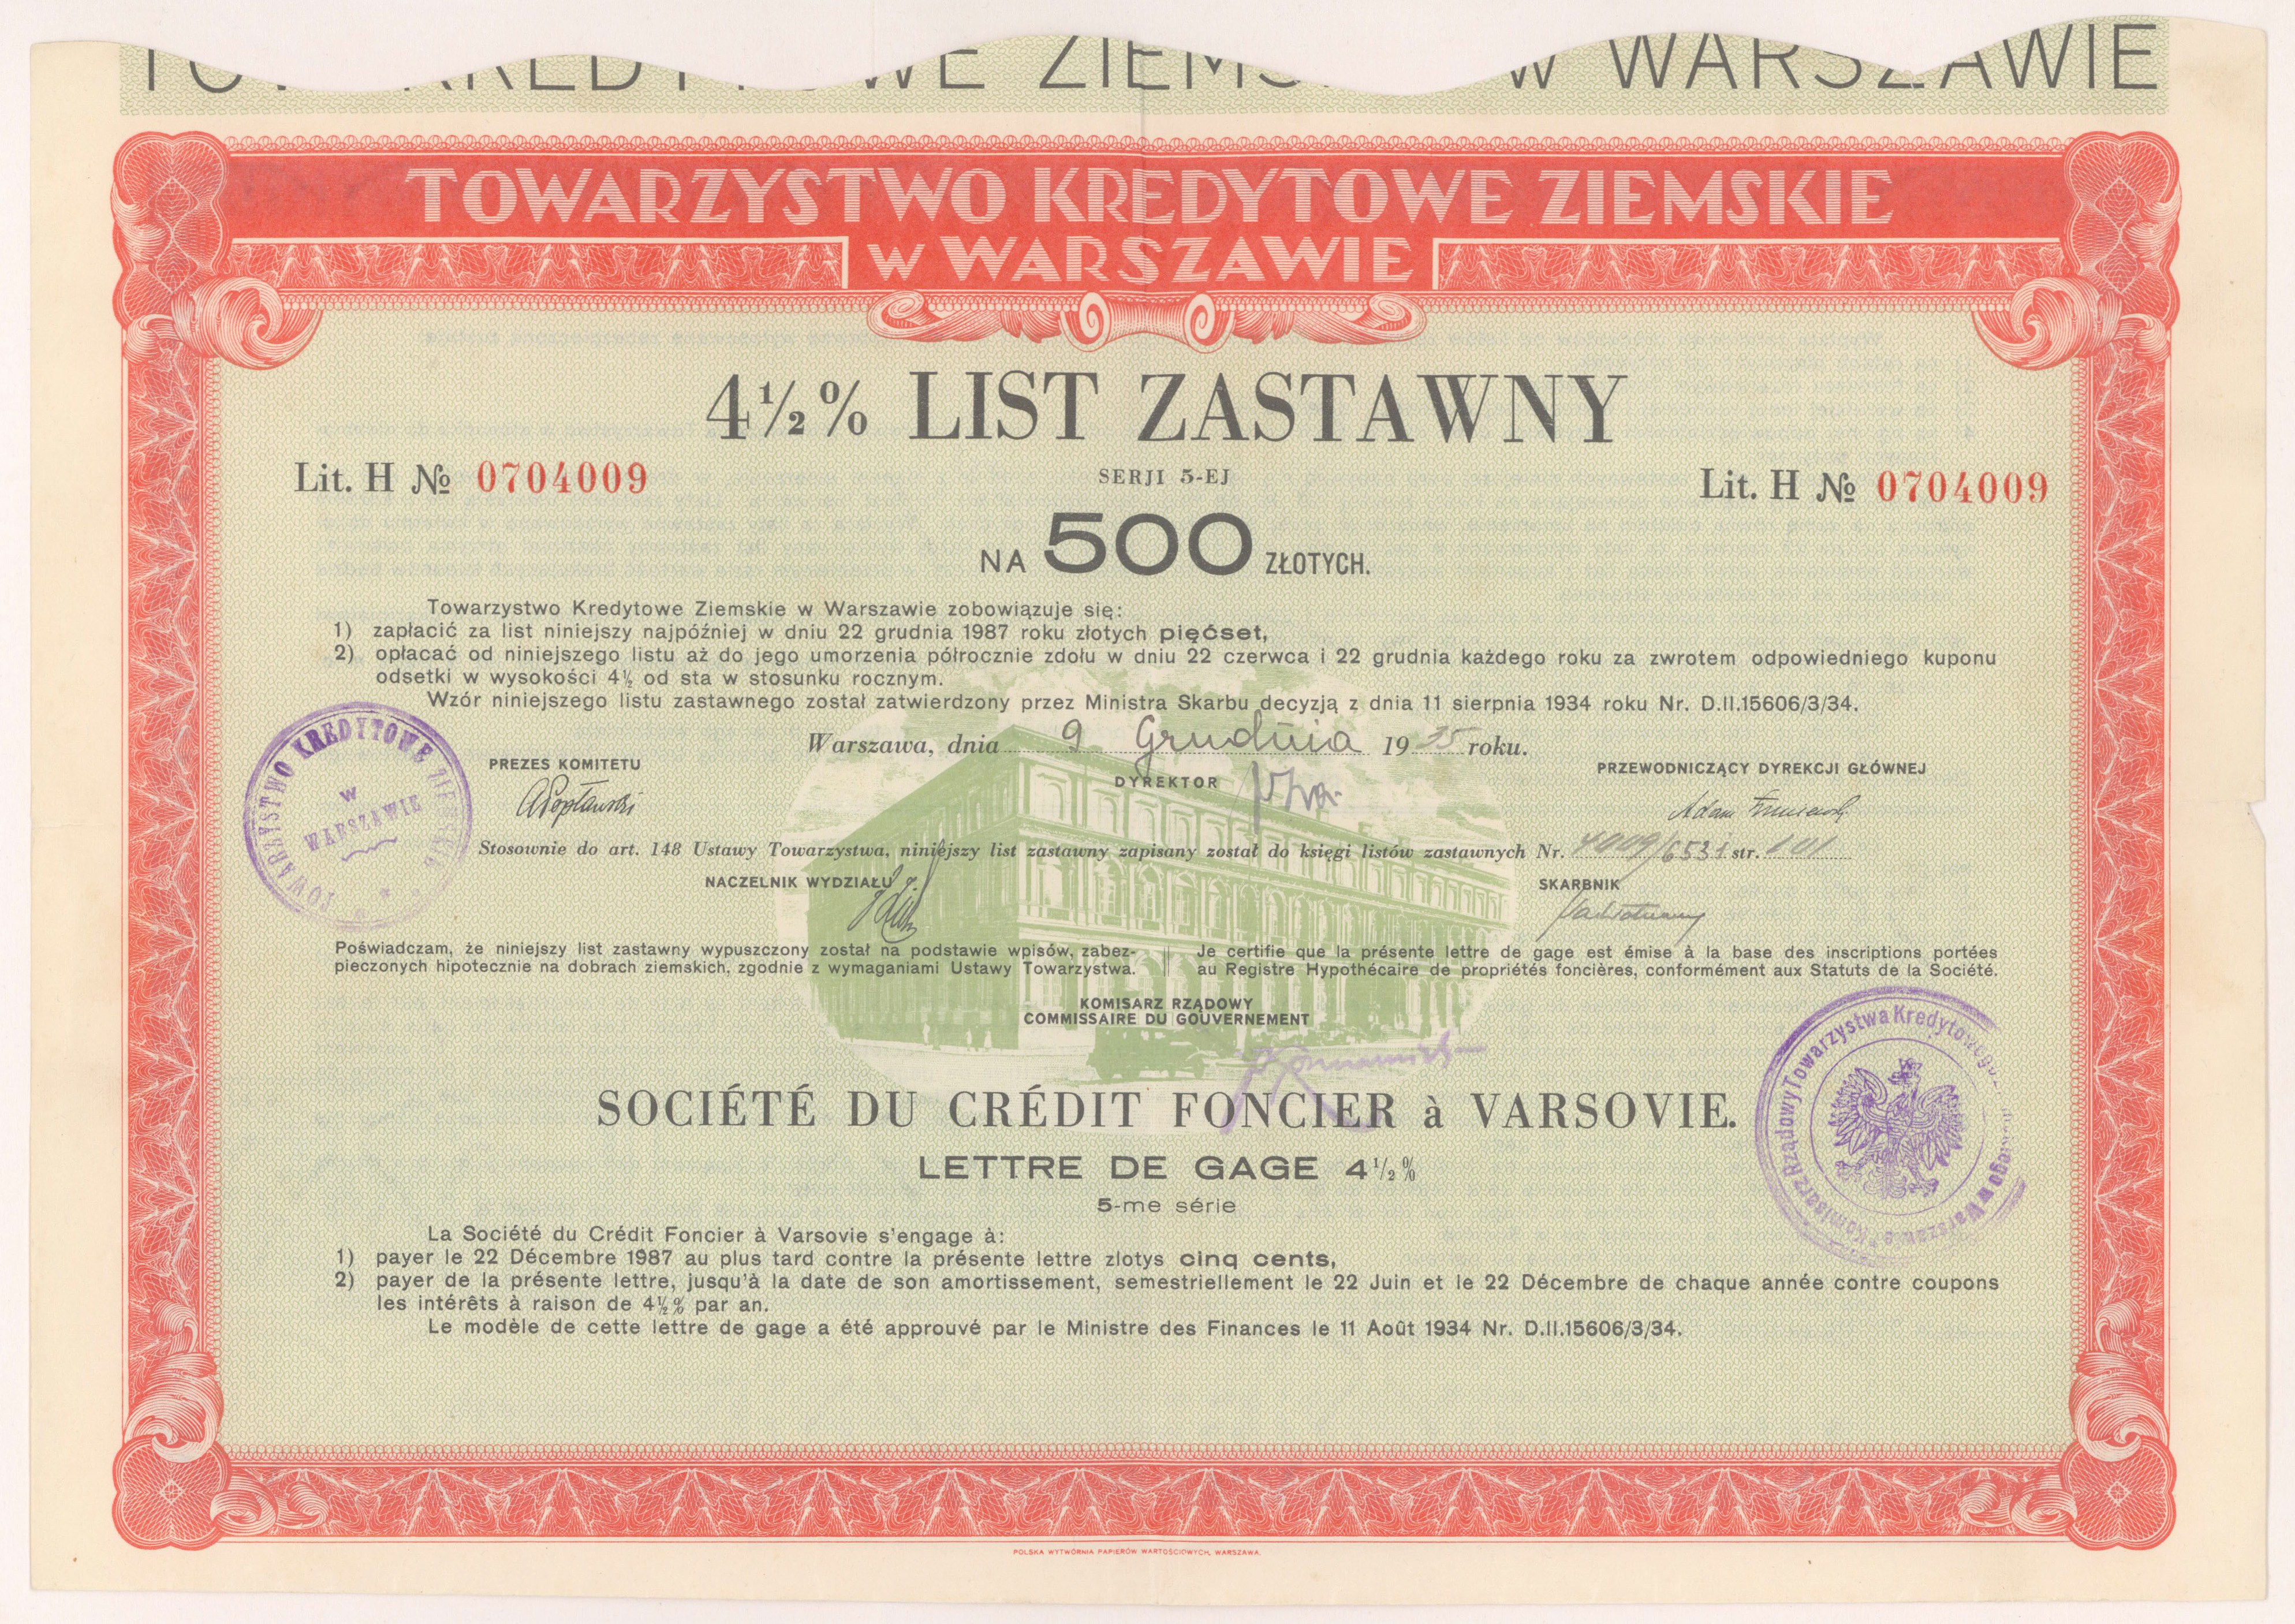 TOWARZYSTWO KREDYTOWE ZIEMSKIE
W WARSZAWIE
4½% LIST ZASTAWNY
Lit. H № 0704009
SERJI 5-EJ
Lit. H № 0704009
NA 500 ZŁOTYCH.
Towarzystwo Kredytowe Ziemskie w Warszawie zobowiązuje się:
1) zapłacić za list niniejszy najpóźniej w dniu 22 grudnia 1987 roku złotych pięćset,
2) opłacać od niniejszego listu aż do jego umorzenia półrocznie zdołu w dniu 22 czerwca i 22 grudnia każdego roku za zwrotem odpowiedniego kuponu
odsetki w wysokości 4½ od sta w stosunku rocznym.
Wzór niniejszego listu zastawnego został zatwierdzony przez Ministra Skarbu decyzją z dnia 11 sierpnia 1934 roku Nr. D.II.15606/3/34.
Warszawa, dnia 9 Grudnia 1935 roku.
PREZES KOMITETU
DYREKTOR
PRZEWODNICZĄCY DYREKCJI GŁÓWNEJ
TOWARZYSTWO KREDYTOWE ZIEMSKIE
W
WARSZAWIE
Stosownie do art. 148 Ustawy Towarzystwa, niniejszy list zastawny zapisany został do księgi listów zastawnych Nr. 4009/6531 str. 101
NACZELNIK WYDZIAŁU
SKARBNIK
Poświadczam, że niniejszy list zastawny wypuszczony został na podstawie wpisów, zabez-
pieczonych hipotecznie na dobrach ziemskich, zgodnie z wymaganiami Ustawy Towarzystwa.
Je certifie que la présente lettre de gage est émise à la base des inscriptions portées
au Registre Hypothécaire de propriétés foncières, conformément aux Statuts de la Société.
KOMISARZ RZĄDOWY
COMMISSAIRE DU GOUVERNEMENT
Komisarz Rządowy Towarzystwa Kredytowego w Warszawie
SOCIÉTÉ DU CRÉDIT FONCIER à VARSOVIE.
LETTRE DE GAGE 4½%
5-me série
La Société du Crédit Foncier à Varsovie s'engage à:
1) payer le 22 Décembre 1987 au plus tard contre la présente lettre zlotys cinq cents,
2) payer de la présente lettre, jusqu'à la date de son amortissement, semestriellement le 22 Juin et le 22 Décembre de chaque année contre coupons
les intérêts à raison de 4½% par an.
Le modèle de cette lettre de gage a été approuvé par le Ministre des Finances le 11 Août 1934 Nr. D.II.15606/3/34.
POLSKA WYTWÓRNIA PAPIERÓW WARTOŚCIOWYCH, WARSZAWA.